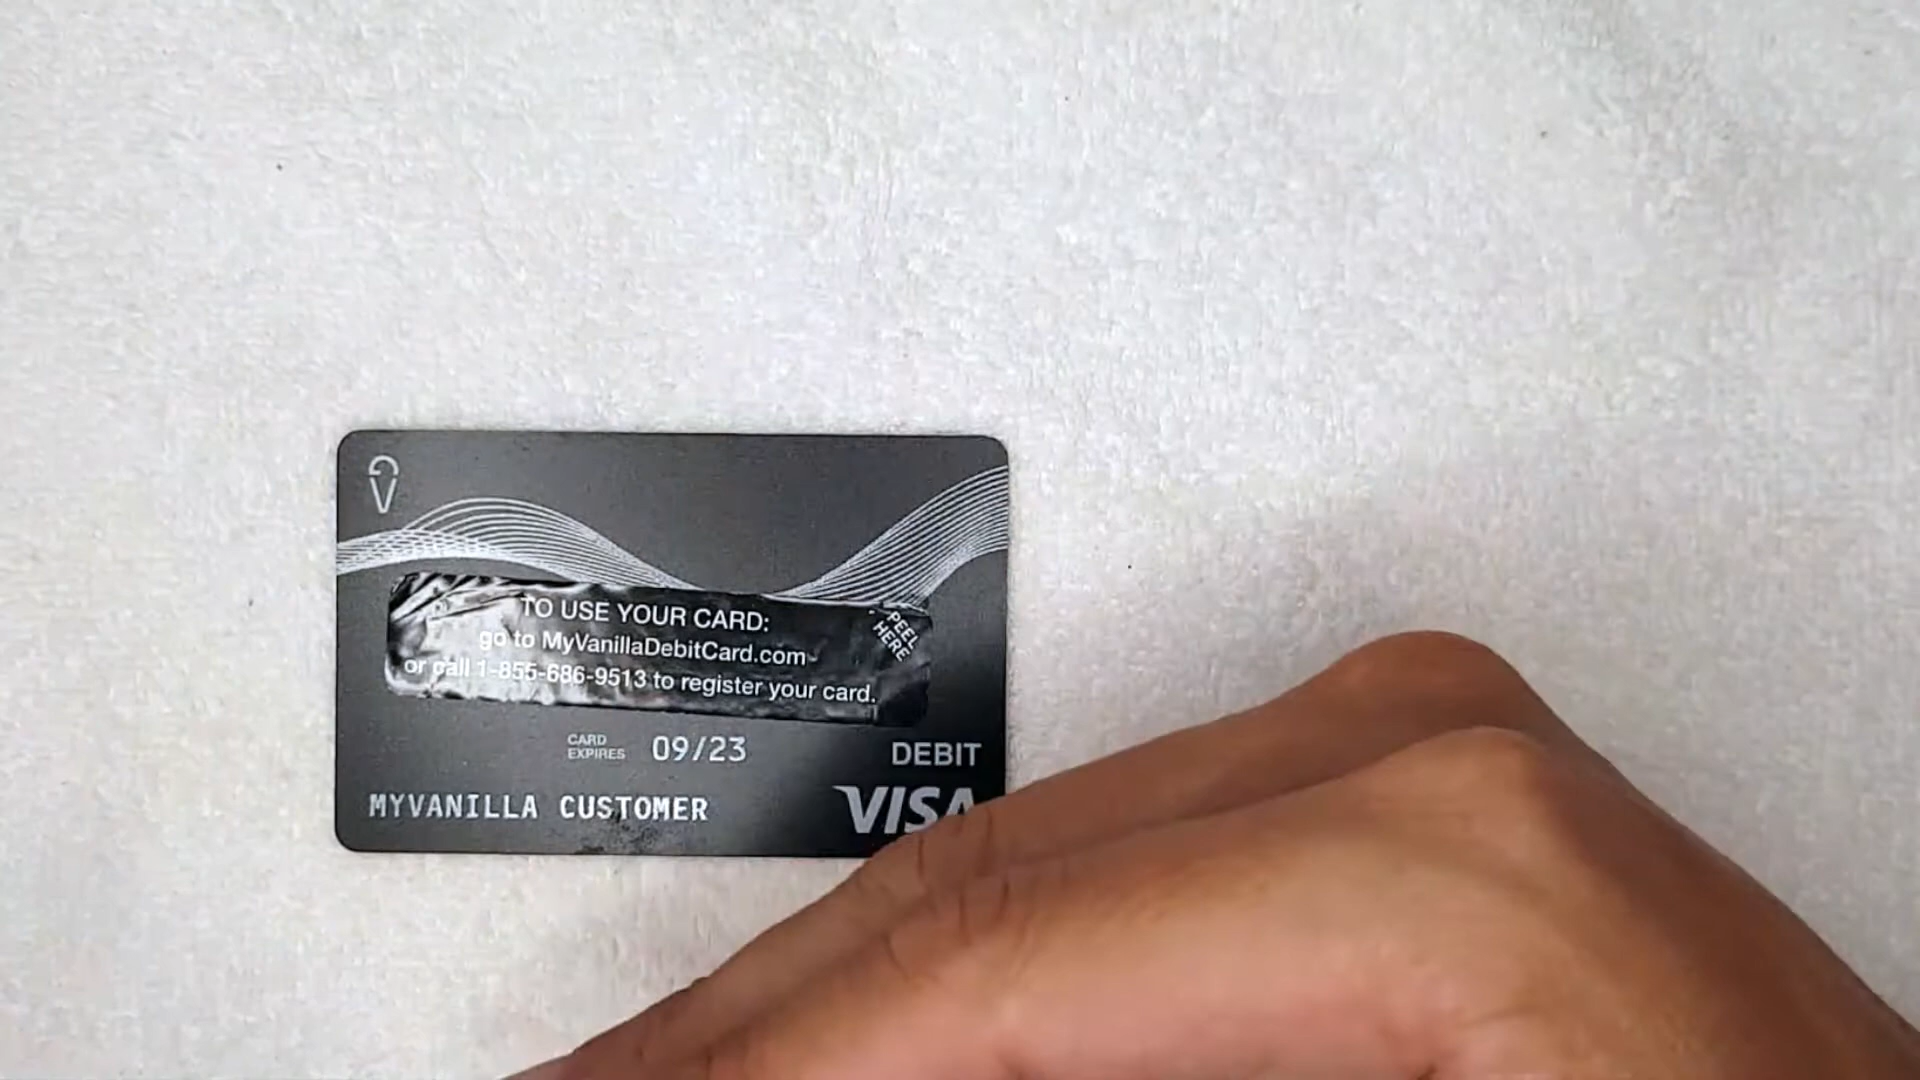 TO USE YOUR CARD:
go to MyVanillaDebitCard.com
or call 1-855-686-9513 to register your card.
PEEL
HERE
CARD
EXPIRES
09/23
DEBIT
MYVANILLA CUSTOMER
VISA